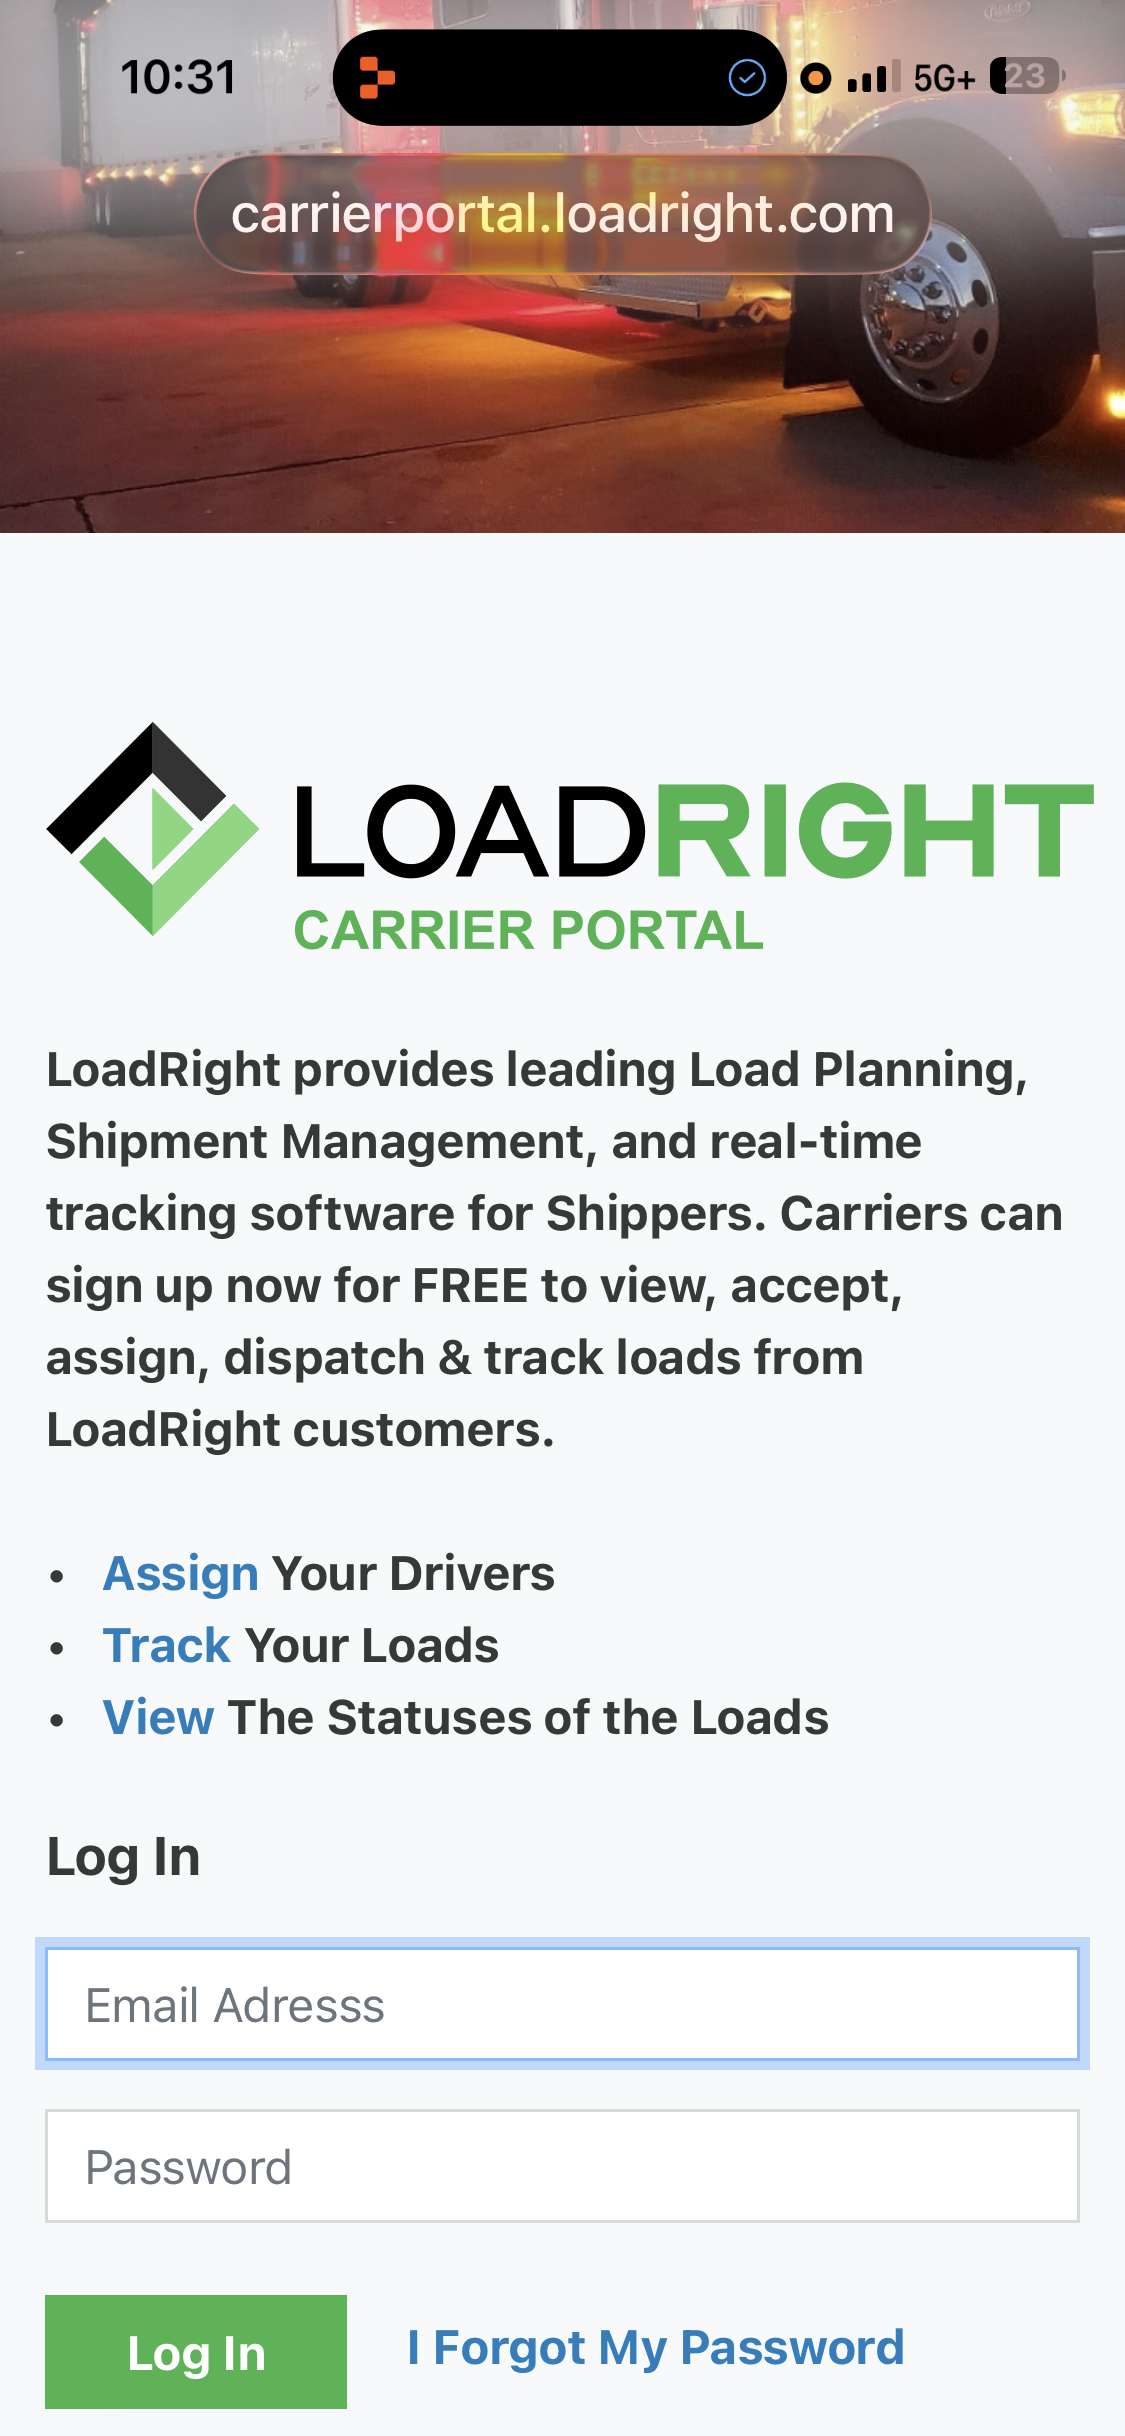 10:31
5G+
23
carrierportal.loadright.com
LOADRIGHT
CARRIER PORTAL
LoadRight provides leading Load Planning,
Shipment Management, and real-time
tracking software for Shippers. Carriers can
sign up now for FREE to view, accept,
assign, dispatch & track loads from
LoadRight customers.
• Assign Your Drivers
• Track Your Loads
• View The Statuses of the Loads
Log In
Email Adresss
Password
Log In
I Forgot My Password